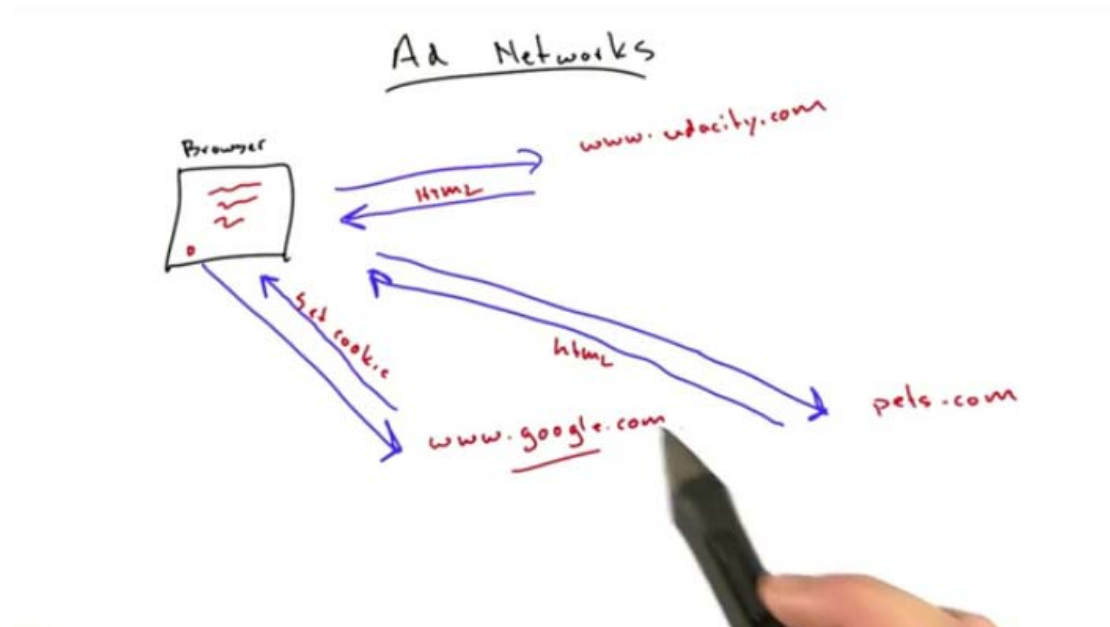 Ad Networks
Browser
www.udacity.com
HTML
Set cookie
html
pets.com
www.google.com